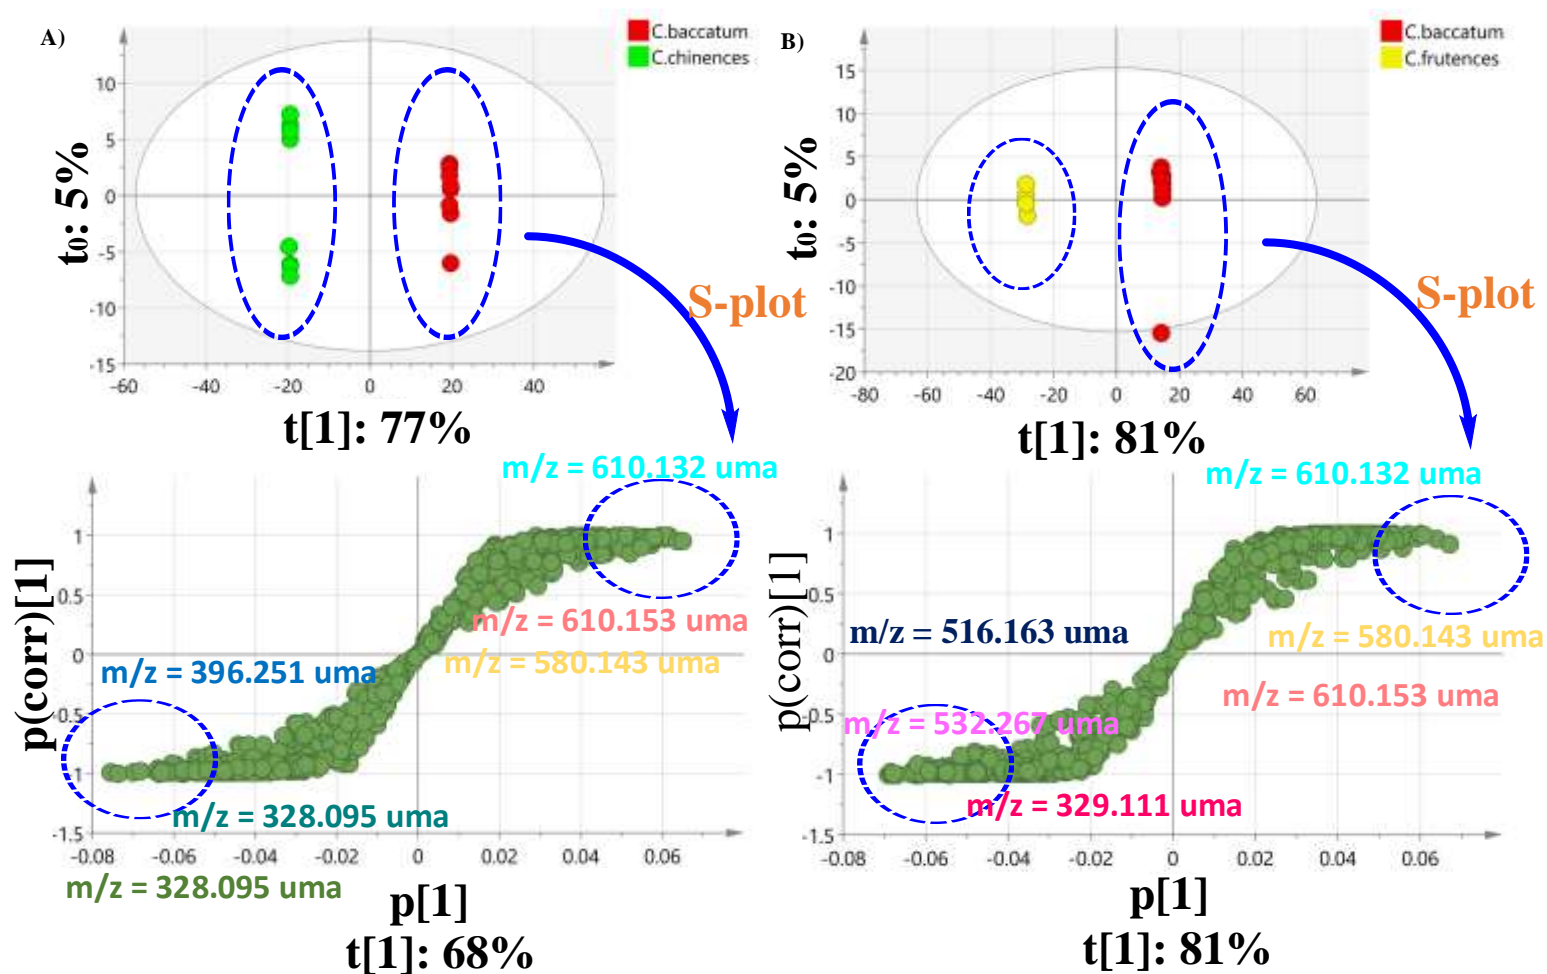 A)
C.baccatum
C.chinences
10
5
0
-5
-10
-15
-60
-40
-20
0
20
40
t₀: 5%
t[1]: 77%
S-plot
B)
C.baccatum
C.frutences
15
10
5
0
-5
-10
-15
-20
-80
-60
-40
-20
0
20
40
60
t₀: 5%
t[1]: 81%
S-plot
m/z = 610.132 uma
1
0.5
0
-0.5
-1
-1.5
p(corr)[1]
m/z = 610.153 uma
m/z = 580.143 uma
m/z = 396.251 uma
m/z = 328.095 uma
-0.08
-0.06
-0.04
-0.02
0
0.02
0.04
0.06
m/z = 328.095 uma
p[1]
t[1]: 68%
m/z = 610.132 uma
1
0.5
0
-0.5
-1
-1.5
p(corr)[1]
m/z = 516.163 uma
m/z = 580.143 uma
m/z = 610.153 uma
m/z = 532.267 uma
m/z = 329.111 uma
-0.08
-0.06
-0.04
-0.02
0
0.02
0.04
0.06
p[1]
t[1]: 81%